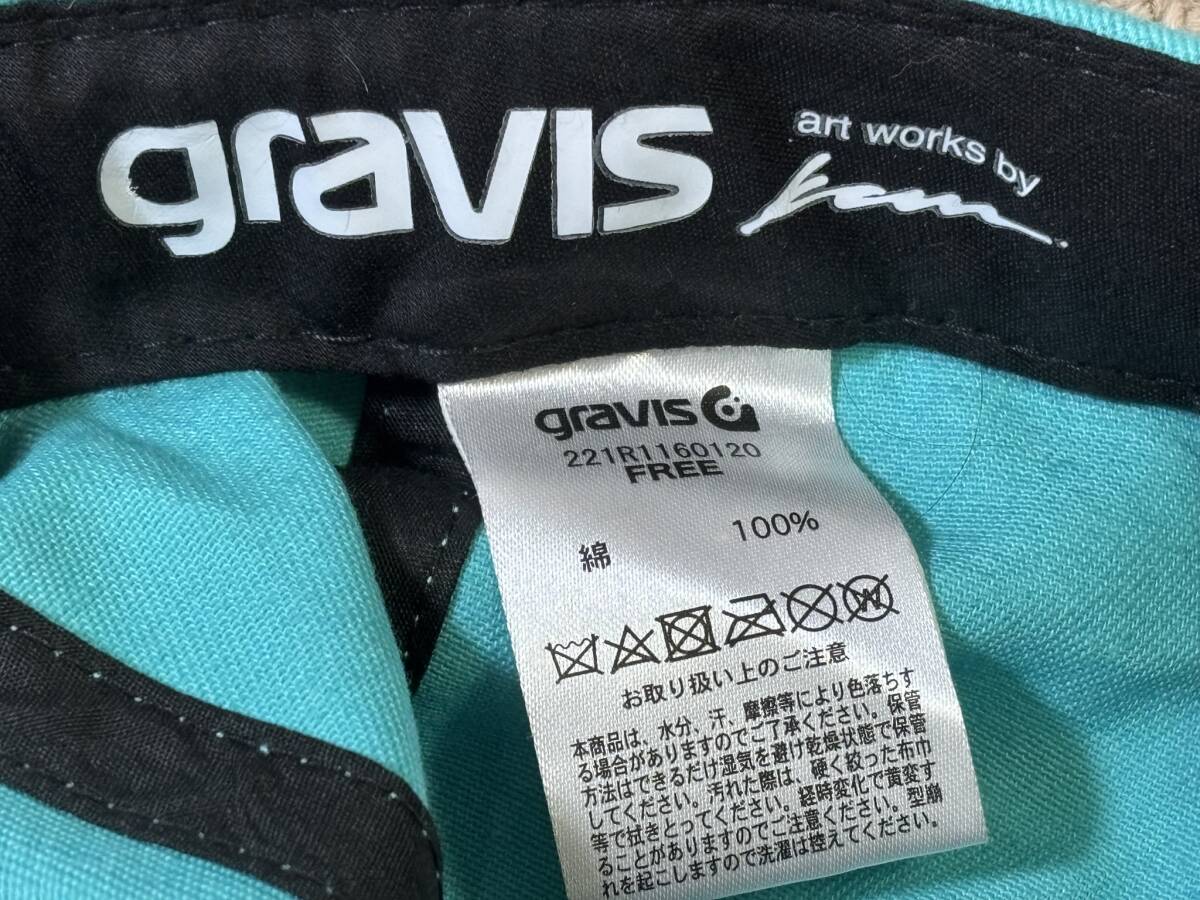 gravis
art works by
gravis
221R1160120
FREE
綿 100%
お取り扱い上のご注意
本商品は、水分、汗、摩擦等により色落ちす
る場合がありますのでご了承ください。保管
方法はできるだけ湿気を避け乾燥状態で保管
してください。汚れた際は、硬く絞った布巾
等で拭きとってください。経時変化で黄変す
ることがありますのでご注意ください。型崩
れを起こしますので洗濯は控えてください。